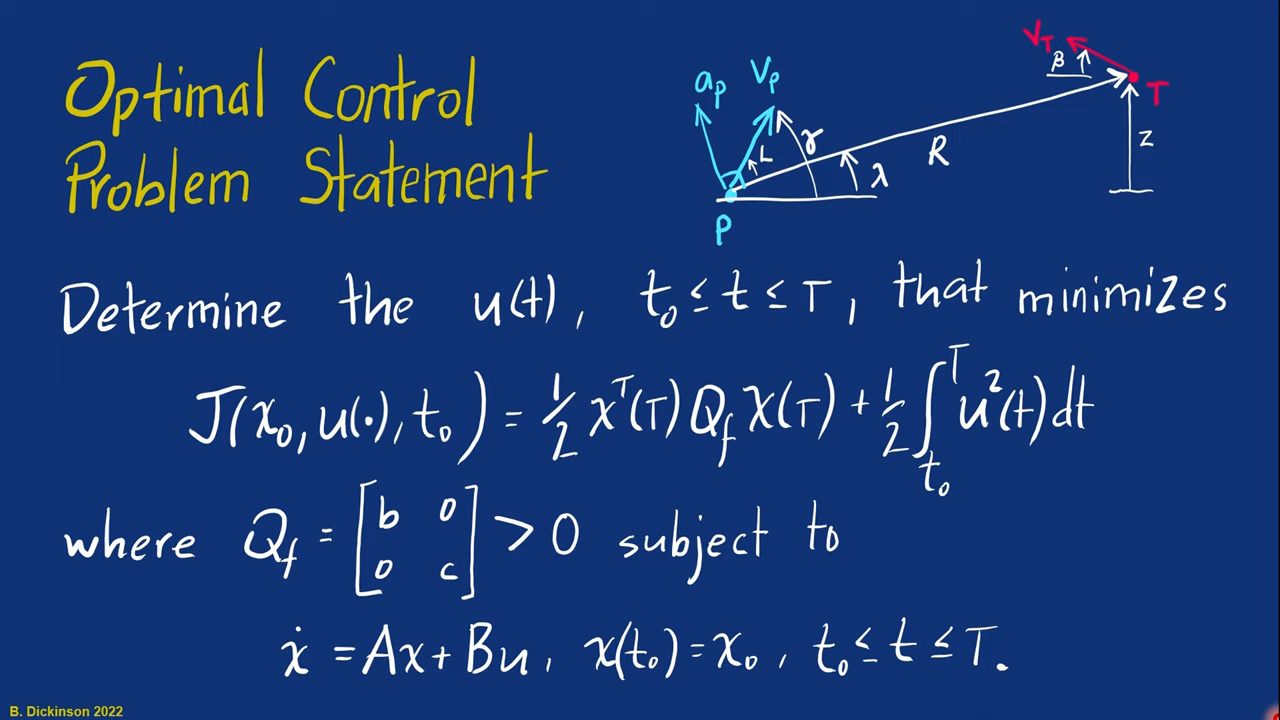 Optimal Control
Problem Statement
a_P V_P L γ λ R P
V_T β T z
Determine the u(t), t₀ ≤ t ≤ T, that minimizes
J(x₀, u(·), t₀) = 1/2 xᵀ(T) Q_f x(T) + 1/2 ∫_{t₀}^{T} u²(t) dt
where Q_f = [b 0; 0 c] > 0 subject to
ẋ = Ax + Bu, x(t₀) = x₀, t₀ ≤ t ≤ T.
B. Dickinson 2022